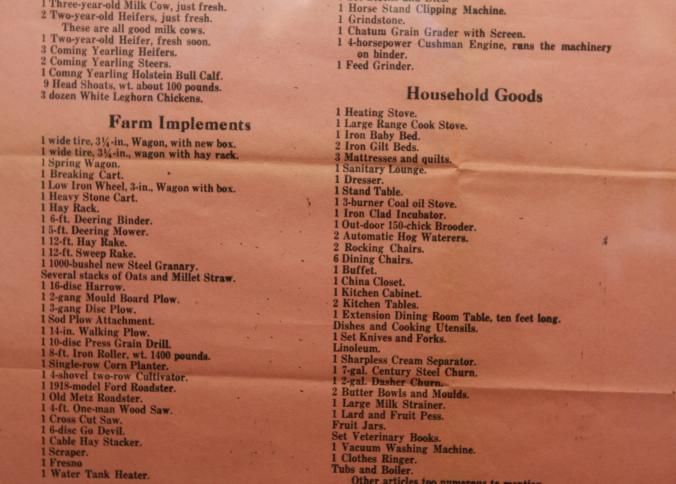 1 Three-year-old Milk Cow, just fresh.
2 Two-year-old Heifers, just fresh.
These are all good milk cows.
1 Two-year-old Heifer, fresh soon.
3 Coming Yearling Heifers.
2 Coming Yearling Steers.
1 Comng Yearling Holstein Bull Calf.
9 Head Shoats, wt. about 100 pounds.
3 dozen White Leghorn Chickens.
Farm Implements
1 wide tire, 3¼-in., Wagon, with new box.
1 wide tire, 3¼-in., Wagon with hay rack.
1 Spring Wagon.
1 Breaking Cart.
1 Low Iron Wheel, 3-in., Wagon with box.
1 Heavy Stone Cart.
1 Hay Rack.
1 6-ft. Deering Binder.
1 5-ft. Deering Mower.
1 12-ft. Hay Rake.
1 12-ft. Sweep Rake.
1 1000-bushel new Steel Granary.
Several stacks of Oats and Millet Straw.
1 16-disc Harrow.
1 2-gang Mould Board Plow.
1 3-gang Disc Plow.
1 Sod Plow Attachment.
1 14-in. Walking Plow.
1 10-disc Press Grain Drill.
1 8-ft. Iron Roller, wt. 1400 pounds.
1 Single-row Corn Planter.
1 4-shovel two-row Cultivator.
1 1918-model Ford Roadster.
1 Old Metz Roadster.
1 4-ft. One-man Wood Saw.
1 Cross Cut Saw.
1 6-disc Go Devil.
1 Cable Hay Stacker.
1 Scraper.
1 Fresno
1 Water Tank Heater.
1 Horse Stand Clipping Machine.
1 Grindstone.
1 Chatum Grain Grader with Screen.
1 4-horsepower Cushman Engine, runs the machinery
on binder.
1 Feed Grinder.
Household Goods
1 Heating Stove.
1 Large Range Cook Stove.
1 Iron Baby Bed.
2 Iron Gilt Beds.
3 Mattresses and quilts.
1 Sanitary Lounge.
1 Dresser.
1 Stand Table.
1 3-burner Coal oil Stove.
1 Iron Clad Incubator.
1 Out-door 150-chick Brooder.
2 Automatic Hog Waterers.
2 Rocking Chairs.
6 Dining Chairs.
1 Buffet.
1 China Closet.
1 Kitchen Cabinet.
2 Kitchen Tables.
1 Extension Dining Room Table, ten feet long.
Dishes and Cooking Utensils.
1 Set Knives and Forks.
Linoleum.
1 Sharpless Cream Separator.
1 7-gal. Century Steel Churn.
1 2-gal. Dasher Churn.
2 Butter Bowls and Moulds.
1 Large Milk Strainer.
1 Lard and Fruit Pess.
Fruit Jars.
Set Veterinary Books.
1 Vacuum Washing Machine.
1 Clothes Ringer.
Tubs and Boiler.
Other articles too numerous to mention